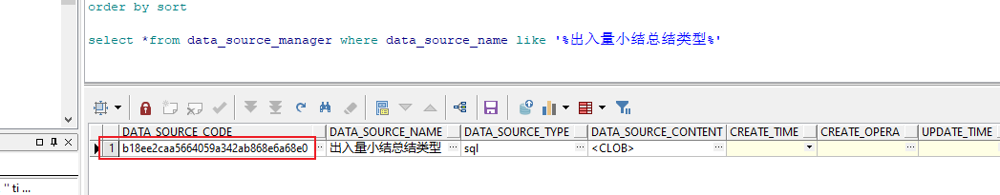 order by sort
select *from data_source_manager where data_source_name like '%出入量小结总结类型%'
DATA_SOURCE_CODE DATA_SOURCE_NAME DATA_SOURCE_TYPE DATA_SOURCE_CONTENT CREATE_TIME CREATE_OPERA UPDATE_TIME
1 b18ee2caa5664059a342ab868e6a68e0 ... 出入量小结总结类型 ... sql ... <CLOB> ... ...
" ti ...